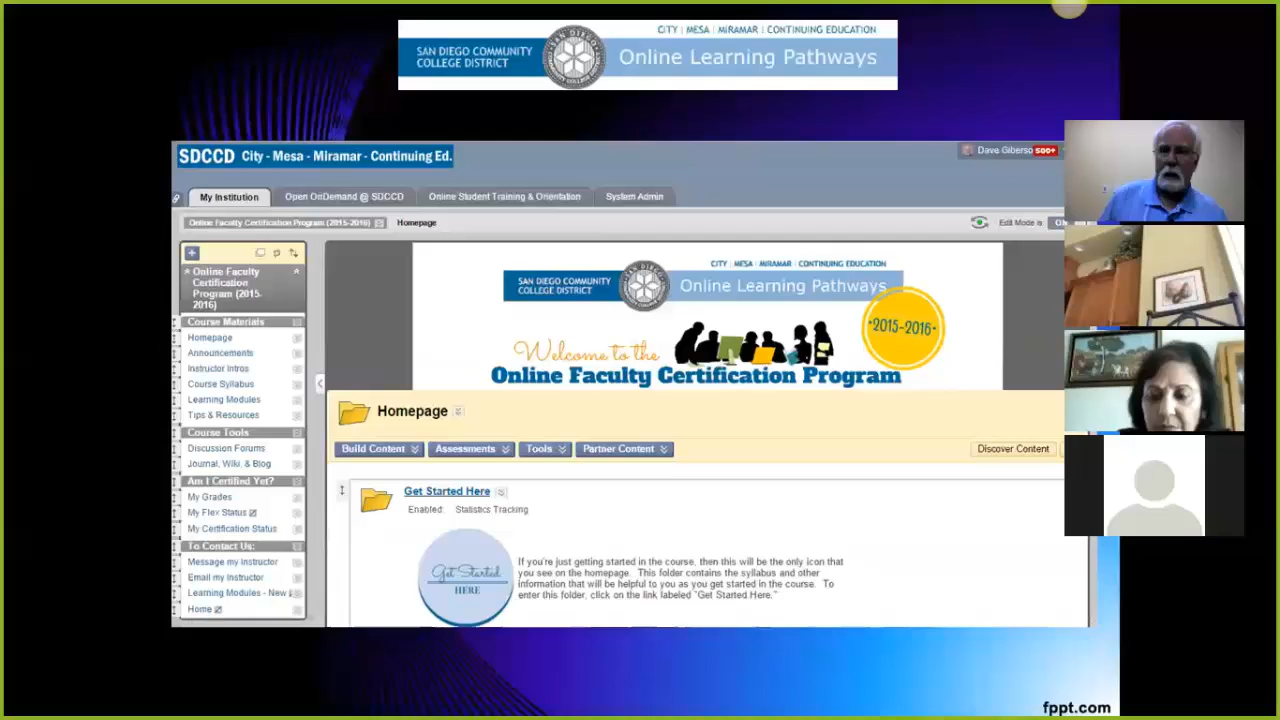 CITY | MESA | MIRAMAR | CONTINUING EDUCATION
SAN DIEGO COMMUNITY
COLLEGE DISTRICT
Online Learning Pathways
SDCCD City - Mesa - Miramar - Continuing Ed.
Dave Giberso 500+
My Institution
Open OnDemand @ SDCCD
Online Student Training & Orientation
System Admin
Online Faculty Certification Program (2015-2016)
Homepage
Edit Mode is:
Online Faculty
Certification
Program (2015-
2016)
Course Materials
Homepage
Announcements
Instructor Intros
Course Syllabus
Learning Modules
Tips & Resources
Course Tools
Discussion Forums
Journal, Wiki, & Blog
Am I Certified Yet?
My Grades
My Flex Status
My Certification Status
To Contact Us:
Message my Instructor
Email my Instructor
Learning Modules - New
Home
CITY | MESA | MIRAMAR | CONTINUING EDUCATION
SAN DIEGO COMMUNITY
COLLEGE DISTRICT
Online Learning Pathways
•2015-2016•
Welcome to the
Online Faculty Certification Program
Homepage
Build Content
Assessments
Tools
Partner Content
Discover Content
Get Started Here
Enabled: Statistics Tracking
Get Started
HERE
If you're just getting started in the course, then this will be the only icon that
you see on the homepage. This folder contains the syllabus and other
information that will be helpful to you as you get started in the course. To
enter this folder, click on the link labeled "Get Started Here."
fppt.com